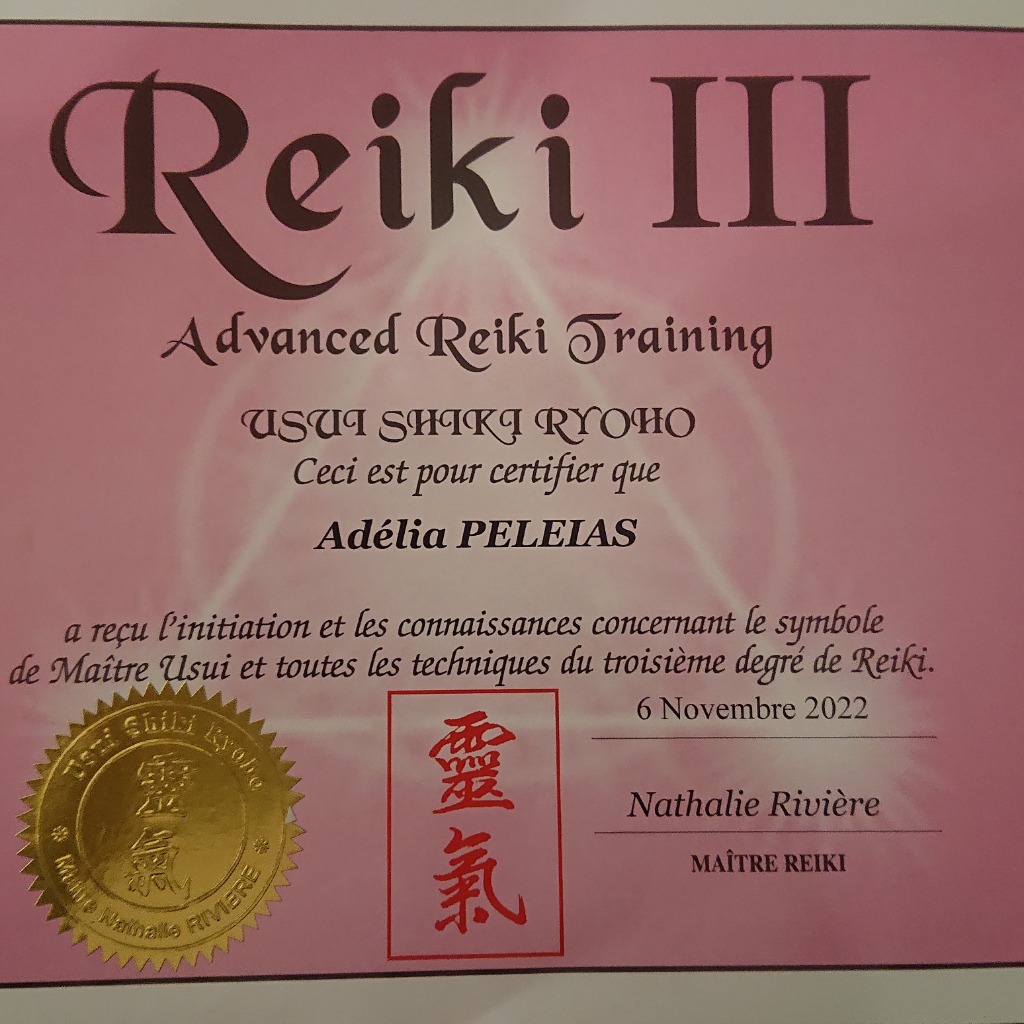 Reiki III
Advanced Reiki Training
USUI SHIKI RYOHO
Ceci est pour certifier que
Adélia PELEIAS
a reçu l'initiation et les connaissances concernant le symbole
de Maître Usui et toutes les techniques du troisième degré de Reiki.
6 Novembre 2022
Nathalie Rivière
MAÎTRE REIKI
靈氣
Usui Shiki Ryoho
靈氣
Maître Nathalie RIVIERE